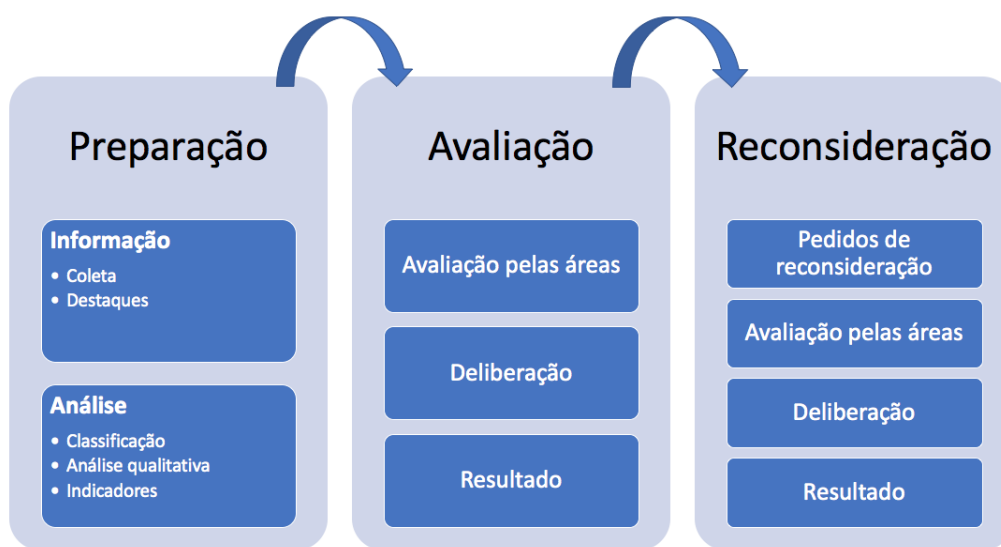 Preparação
Informação
• Coleta
• Destaques
Análise
• Classificação
• Análise qualitativa
• Indicadores
Avaliação
Avaliação pelas áreas
Deliberação
Resultado
Reconsideração
Pedidos de
reconsideração
Avaliação pelas áreas
Deliberação
Resultado